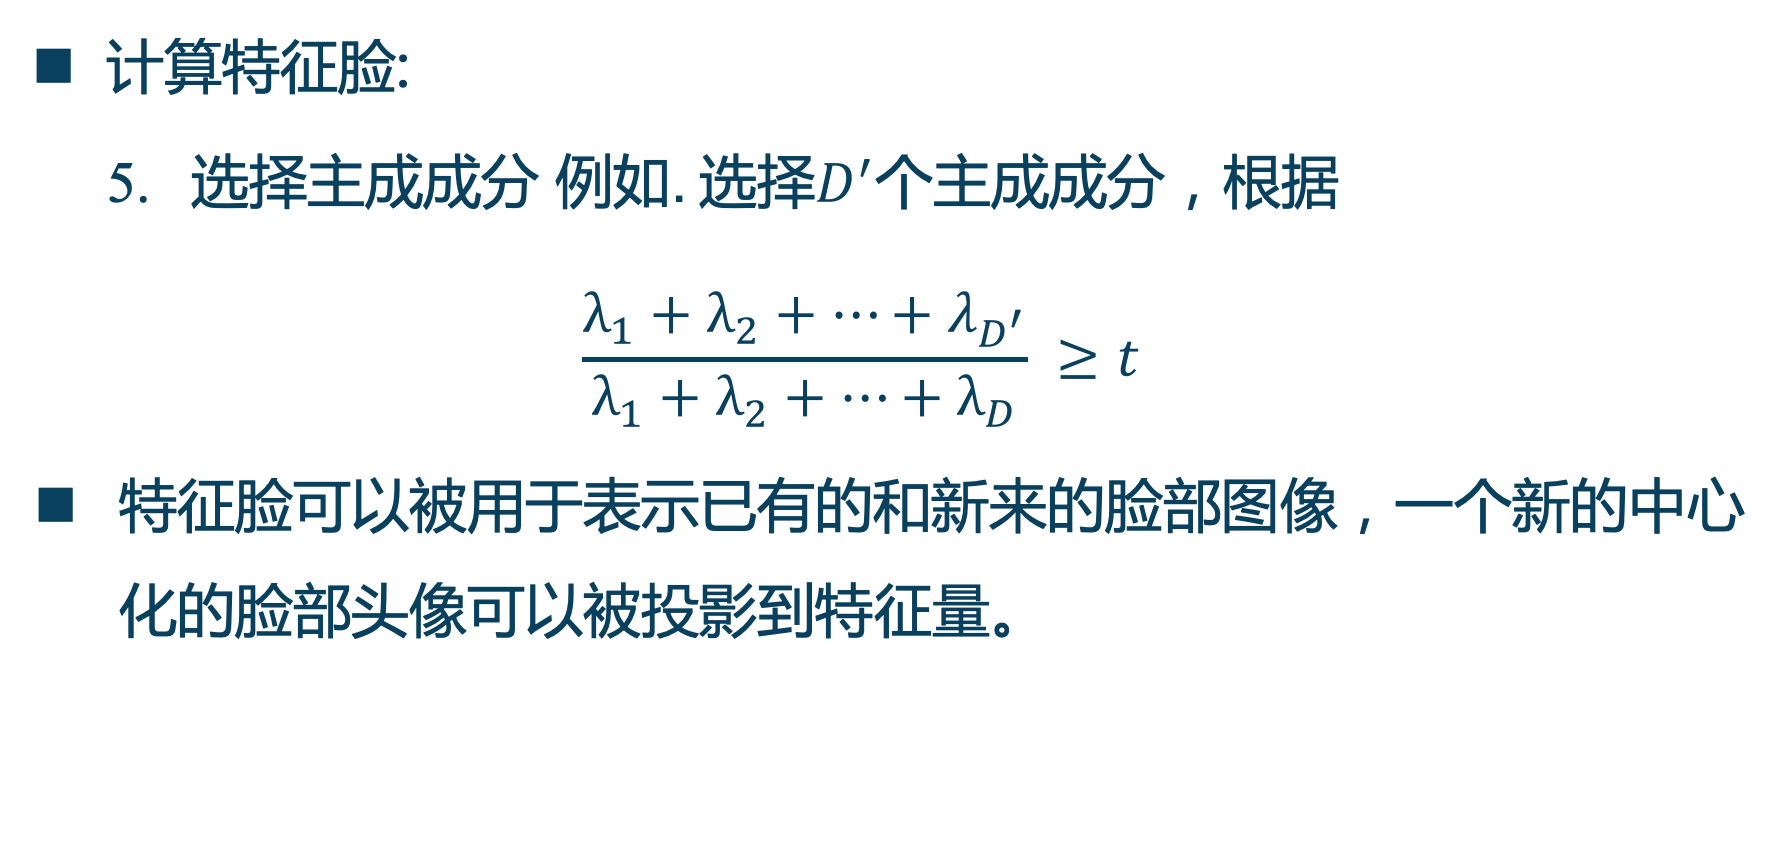 ■ 计算特征脸:
5. 选择主成成分 例如. 选择D′个主成成分，根据
(λ₁ + λ₂ + ⋯ + λ_D′) / (λ₁ + λ₂ + ⋯ + λ_D) ≥ t
■ 特征脸可以被用于表示已有的和新来的脸部图像，一个新的中心
化的脸部头像可以被投影到特征量。